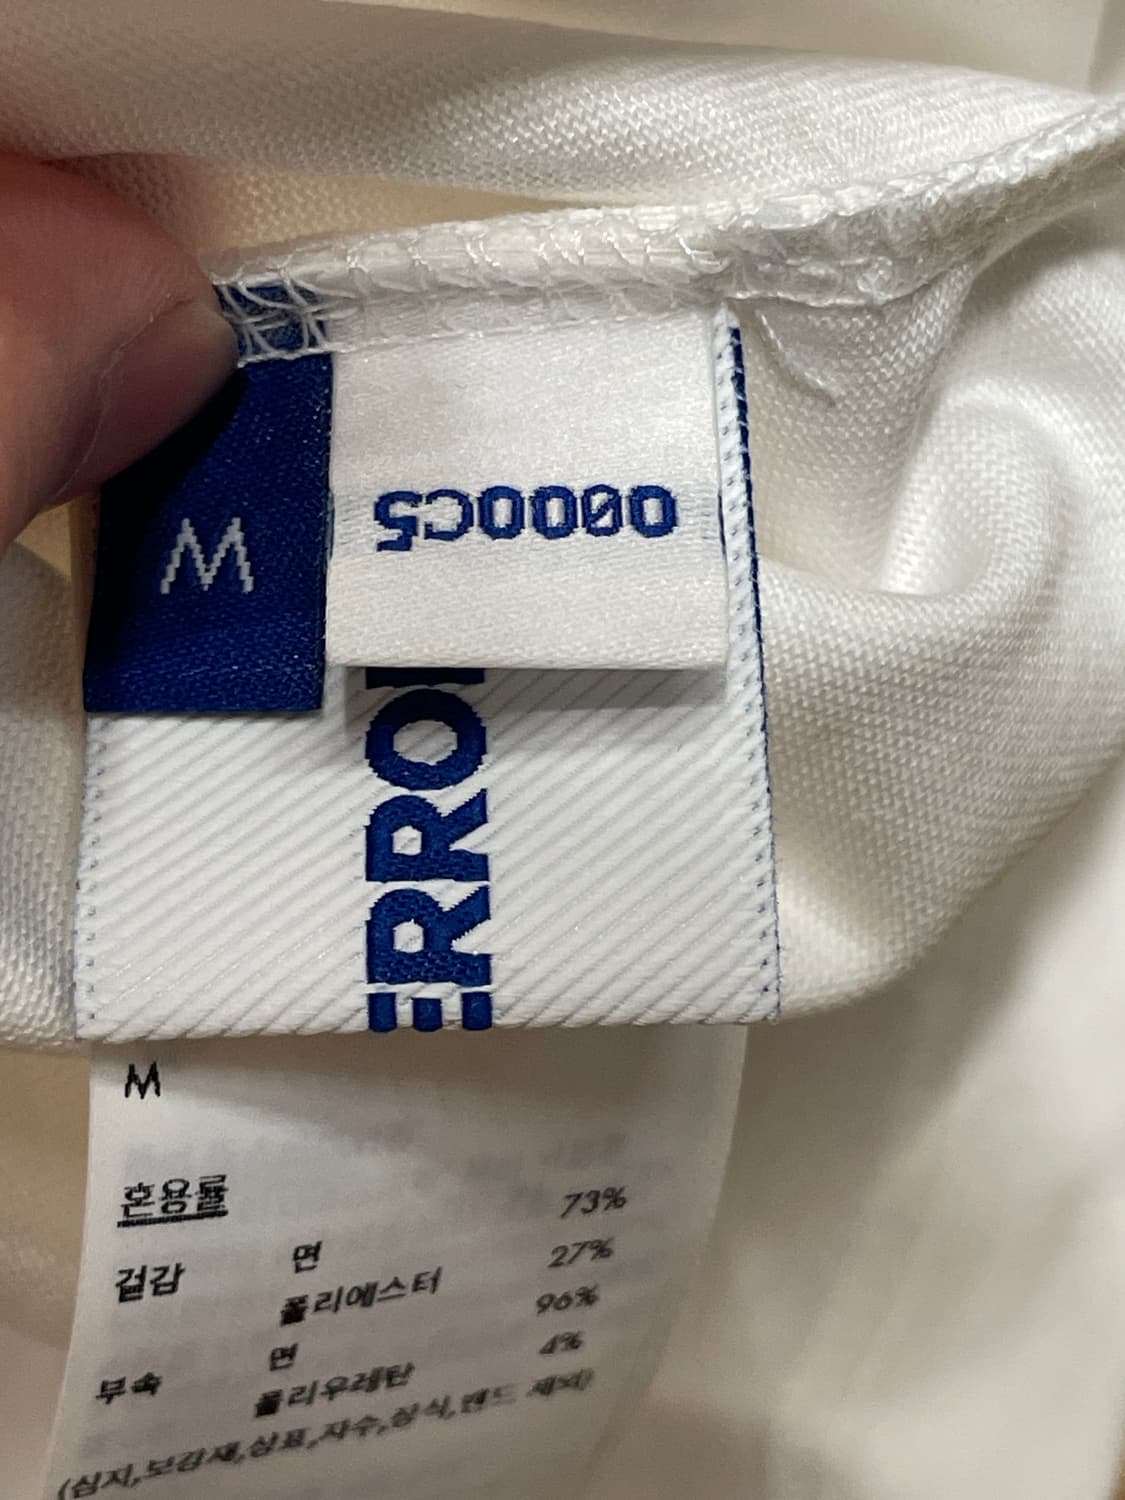 M
0000C5
ERRO
M
혼용률
겉감 면 73%
폴리에스터 27%
부속 면 96%
폴리우레탄 4%
(심지,보강재,상표,자수,장식,밴드 제외)